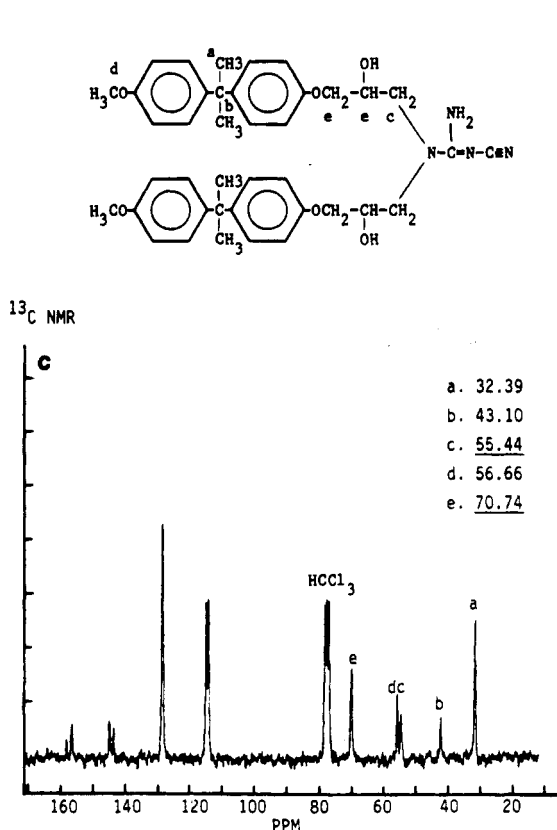 a
CH3
OH
d
H3CO
C
OCH2-CH-CH2
b
CH3
e e c
NH2
N-C=N-C≡N
CH3
H3CO
C
OCH2-CH-CH2
CH3
OH
13C NMR
C
a. 32.39
b. 43.10
c. 55.44
d. 56.66
e. 70.74
HCCl3
a
e
dc
b
160 140 120 100 80 60 40 20
PPM